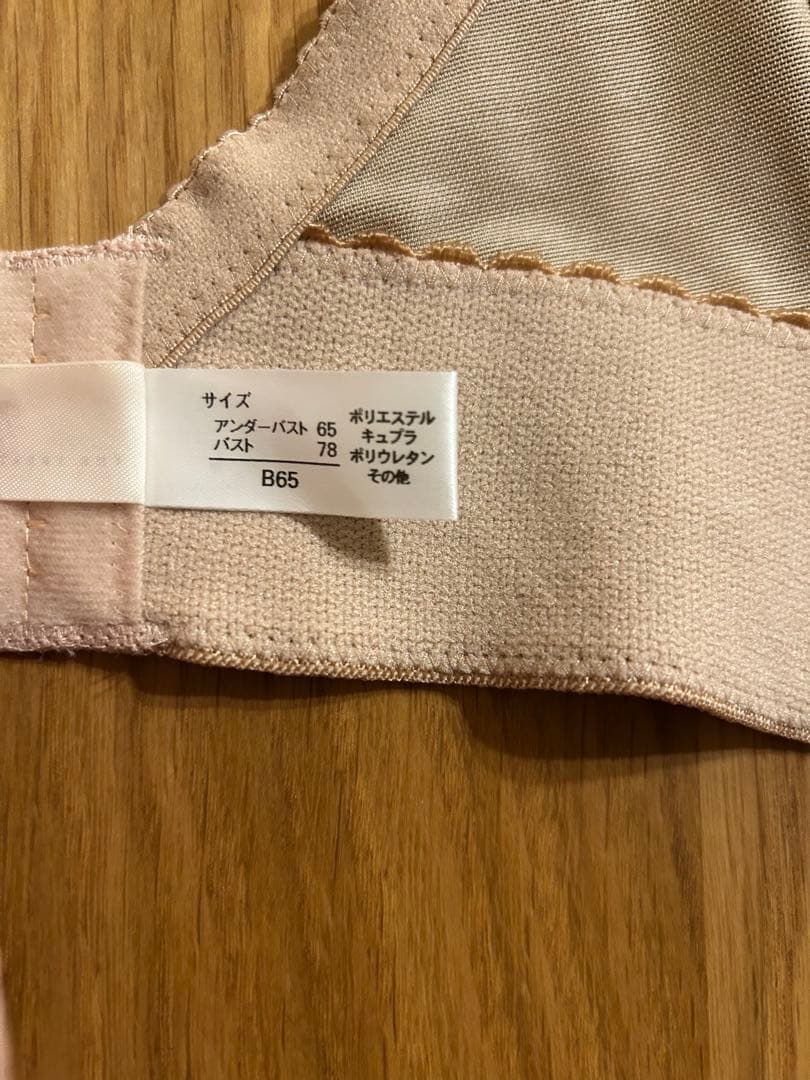 サイズ
アンダーバスト 65
バスト 78
B65
ポリエステル
キュプラ
ポリウレタン
その他